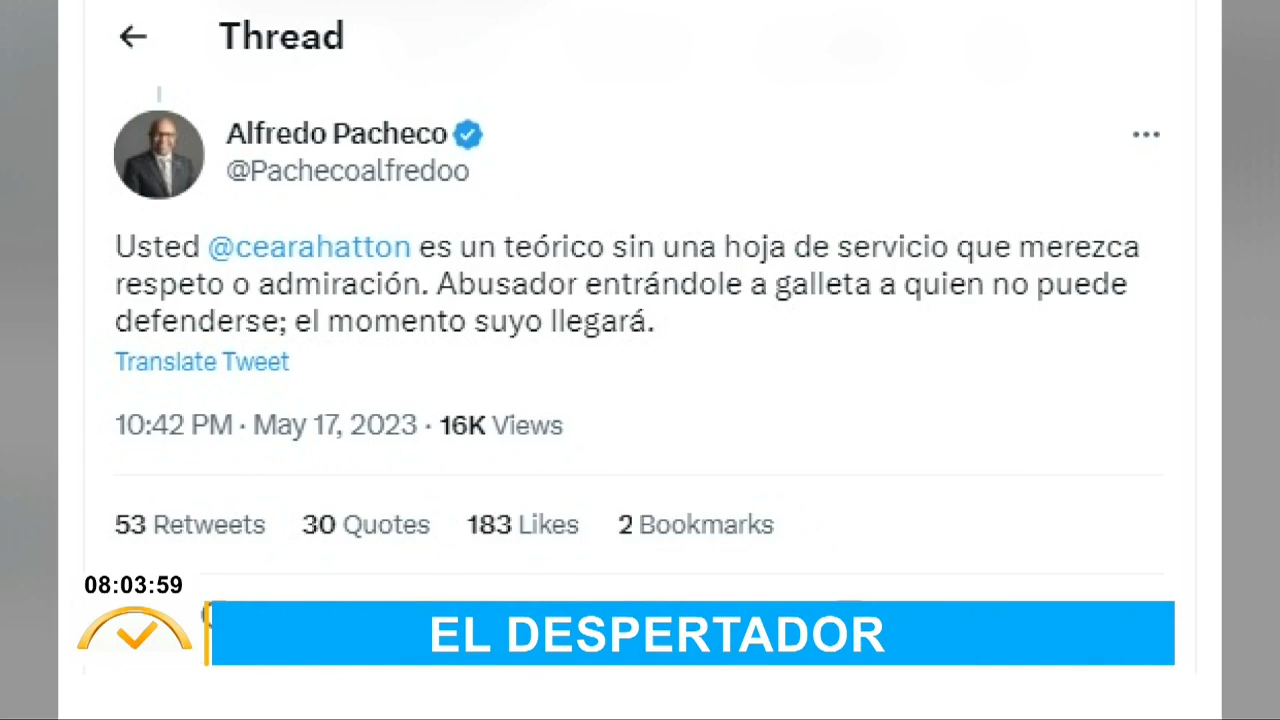 Thread
Alfredo Pacheco
@Pachecoalfredoo
Usted @cearahatton es un teórico sin una hoja de servicio que merezca
respeto o admiración. Abusador entrándole a galleta a quien no puede
defenderse; el momento suyo llegará.
Translate Tweet
10:42 PM · May 17, 2023 · 16K Views
53 Retweets 30 Quotes 183 Likes 2 Bookmarks
08:03:59
EL DESPERTADOR